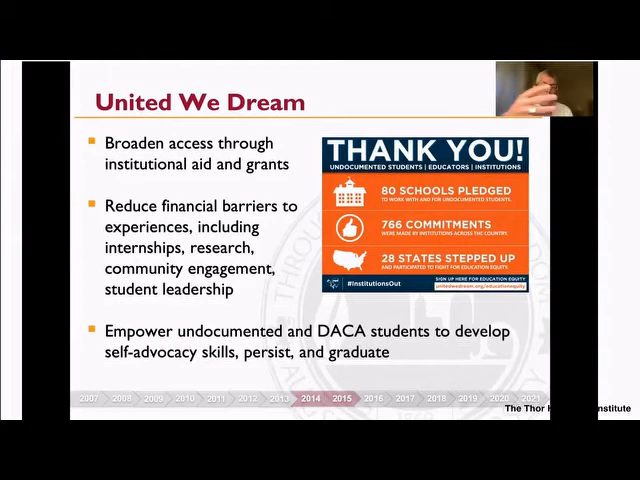 United We Dream
Broaden access through
institutional aid and grants
Reduce financial barriers to
experiences, including
internships, research,
community engagement,
student leadership
Empower undocumented and DACA students to develop
self-advocacy skills, persist, and graduate
THANK YOU!
UNDOCUMENTED STUDENTS | EDUCATORS | INSTITUTIONS
80 SCHOOLS PLEDGED
TO WORK WITH AND FOR UNDOCUMENTED STUDENTS.
766 COMMITMENTS
WERE MADE BY INSTITUTIONS ACROSS THE COUNTRY.
28 STATES STEPPED UP
AND PARTICIPATED TO FIGHT FOR EDUCATION EQUITY.
#InstitutionsOut
SIGN UP HERE FOR EDUCATION EQUITY
unitedwedream.org/educationequity
2007 2008 2009 2010 2011 2012 2013 2014 2015 2016 2017 2018 2019 2020 2021
The Thor H institute